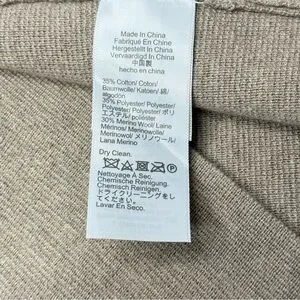 Made In China
Fabriqué En Chine
Hergestellt In China
Vervaardigd In China
中国製
hecho en china
35% Cotton/ Coton/
Baumwolle/ Katoen/ 綿/
algodón
35% Polyester/ Polyester/
Polyester/ Polyester/ ポリ
エステル/ poliéster
30% Merino Wool/ Laine
Mérinos/ Merinowolle/
Merinowol/ メリノウール/
Lana Merino
Dry Clean.
Nettoyage À Sec.
Chemische Reinigung.
Chemisch Reinigen.
ドライクリーニングをし
てください。
Lavar En Seco.